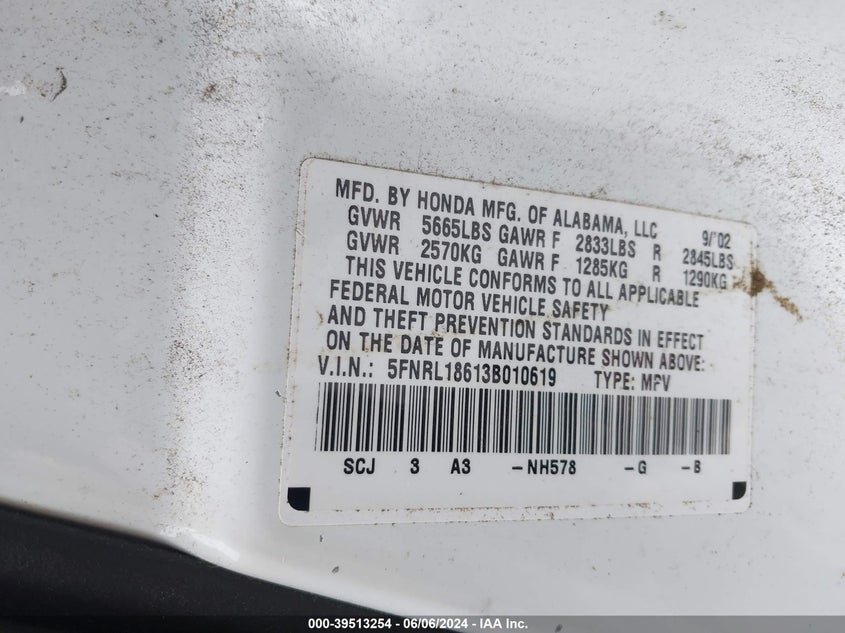 MFD. BY HONDA MFG. OF ALABAMA, LLC 9/'02
GVWR 5665LBS GAWR F 2833LBS R 2845LBS
GVWR 2570KG GAWR F 1285KG R 1290KG
THIS VEHICLE CONFORMS TO ALL APPLICABLE
FEDERAL MOTOR VEHICLE SAFETY
AND THEFT PREVENTION STANDARDS IN EFFECT
ON THE DATE OF MANUFACTURE SHOWN ABOVE:
V.I.N.: 5FNRL18613B010619 TYPE: MPV
SCJ 3 A3 -NH578 -G -B
000-39513254 - 06/06/2024 - IAAI.COM